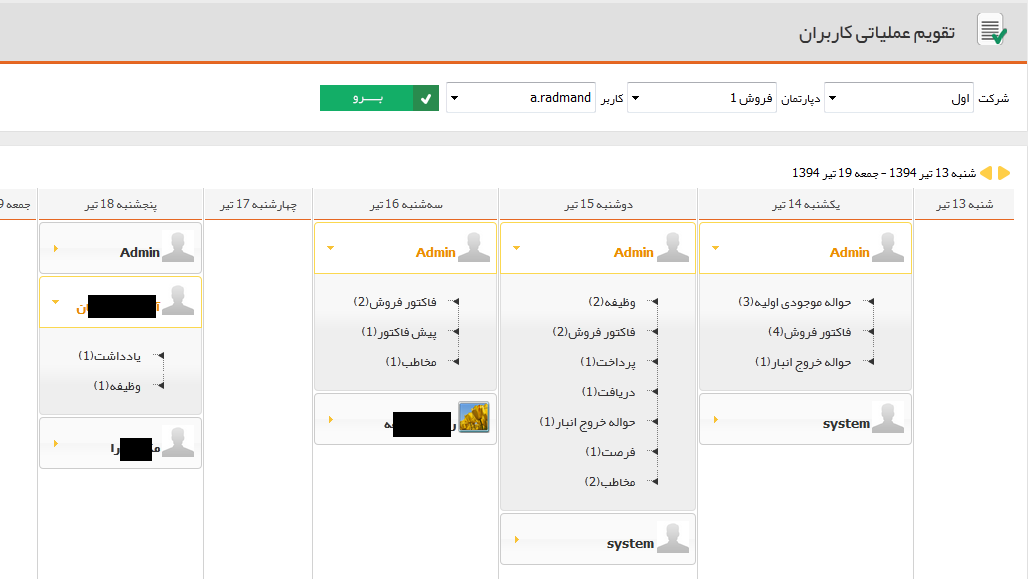 تقویم عملیاتی کاربران
شرکت اول دپارتمان فروش 1 کاربر a.radmand برو
شنبه 13 تیر 1394 - جمعه 19 تیر 1394
شنبه 13 تیر
یکشنبه 14 تیر
Admin
حواله موجودی اولیه(3)
فاکتور فروش(4)
حواله خروج انبار(1)
system
دوشنبه 15 تیر
Admin
وظیفه(2)
فاکتور فروش(2)
پرداخت(1)
دریافت(1)
حواله خروج انبار(1)
فرصت(1)
مخاطب(2)
system
سه‌شنبه 16 تیر
Admin
فاکتور فروش(2)
پیش فاکتور(1)
مخاطب(1)
چهارشنبه 17 تیر
پنجشنبه 18 تیر
Admin
یادداشت(1)
وظیفه(1)
جمعه